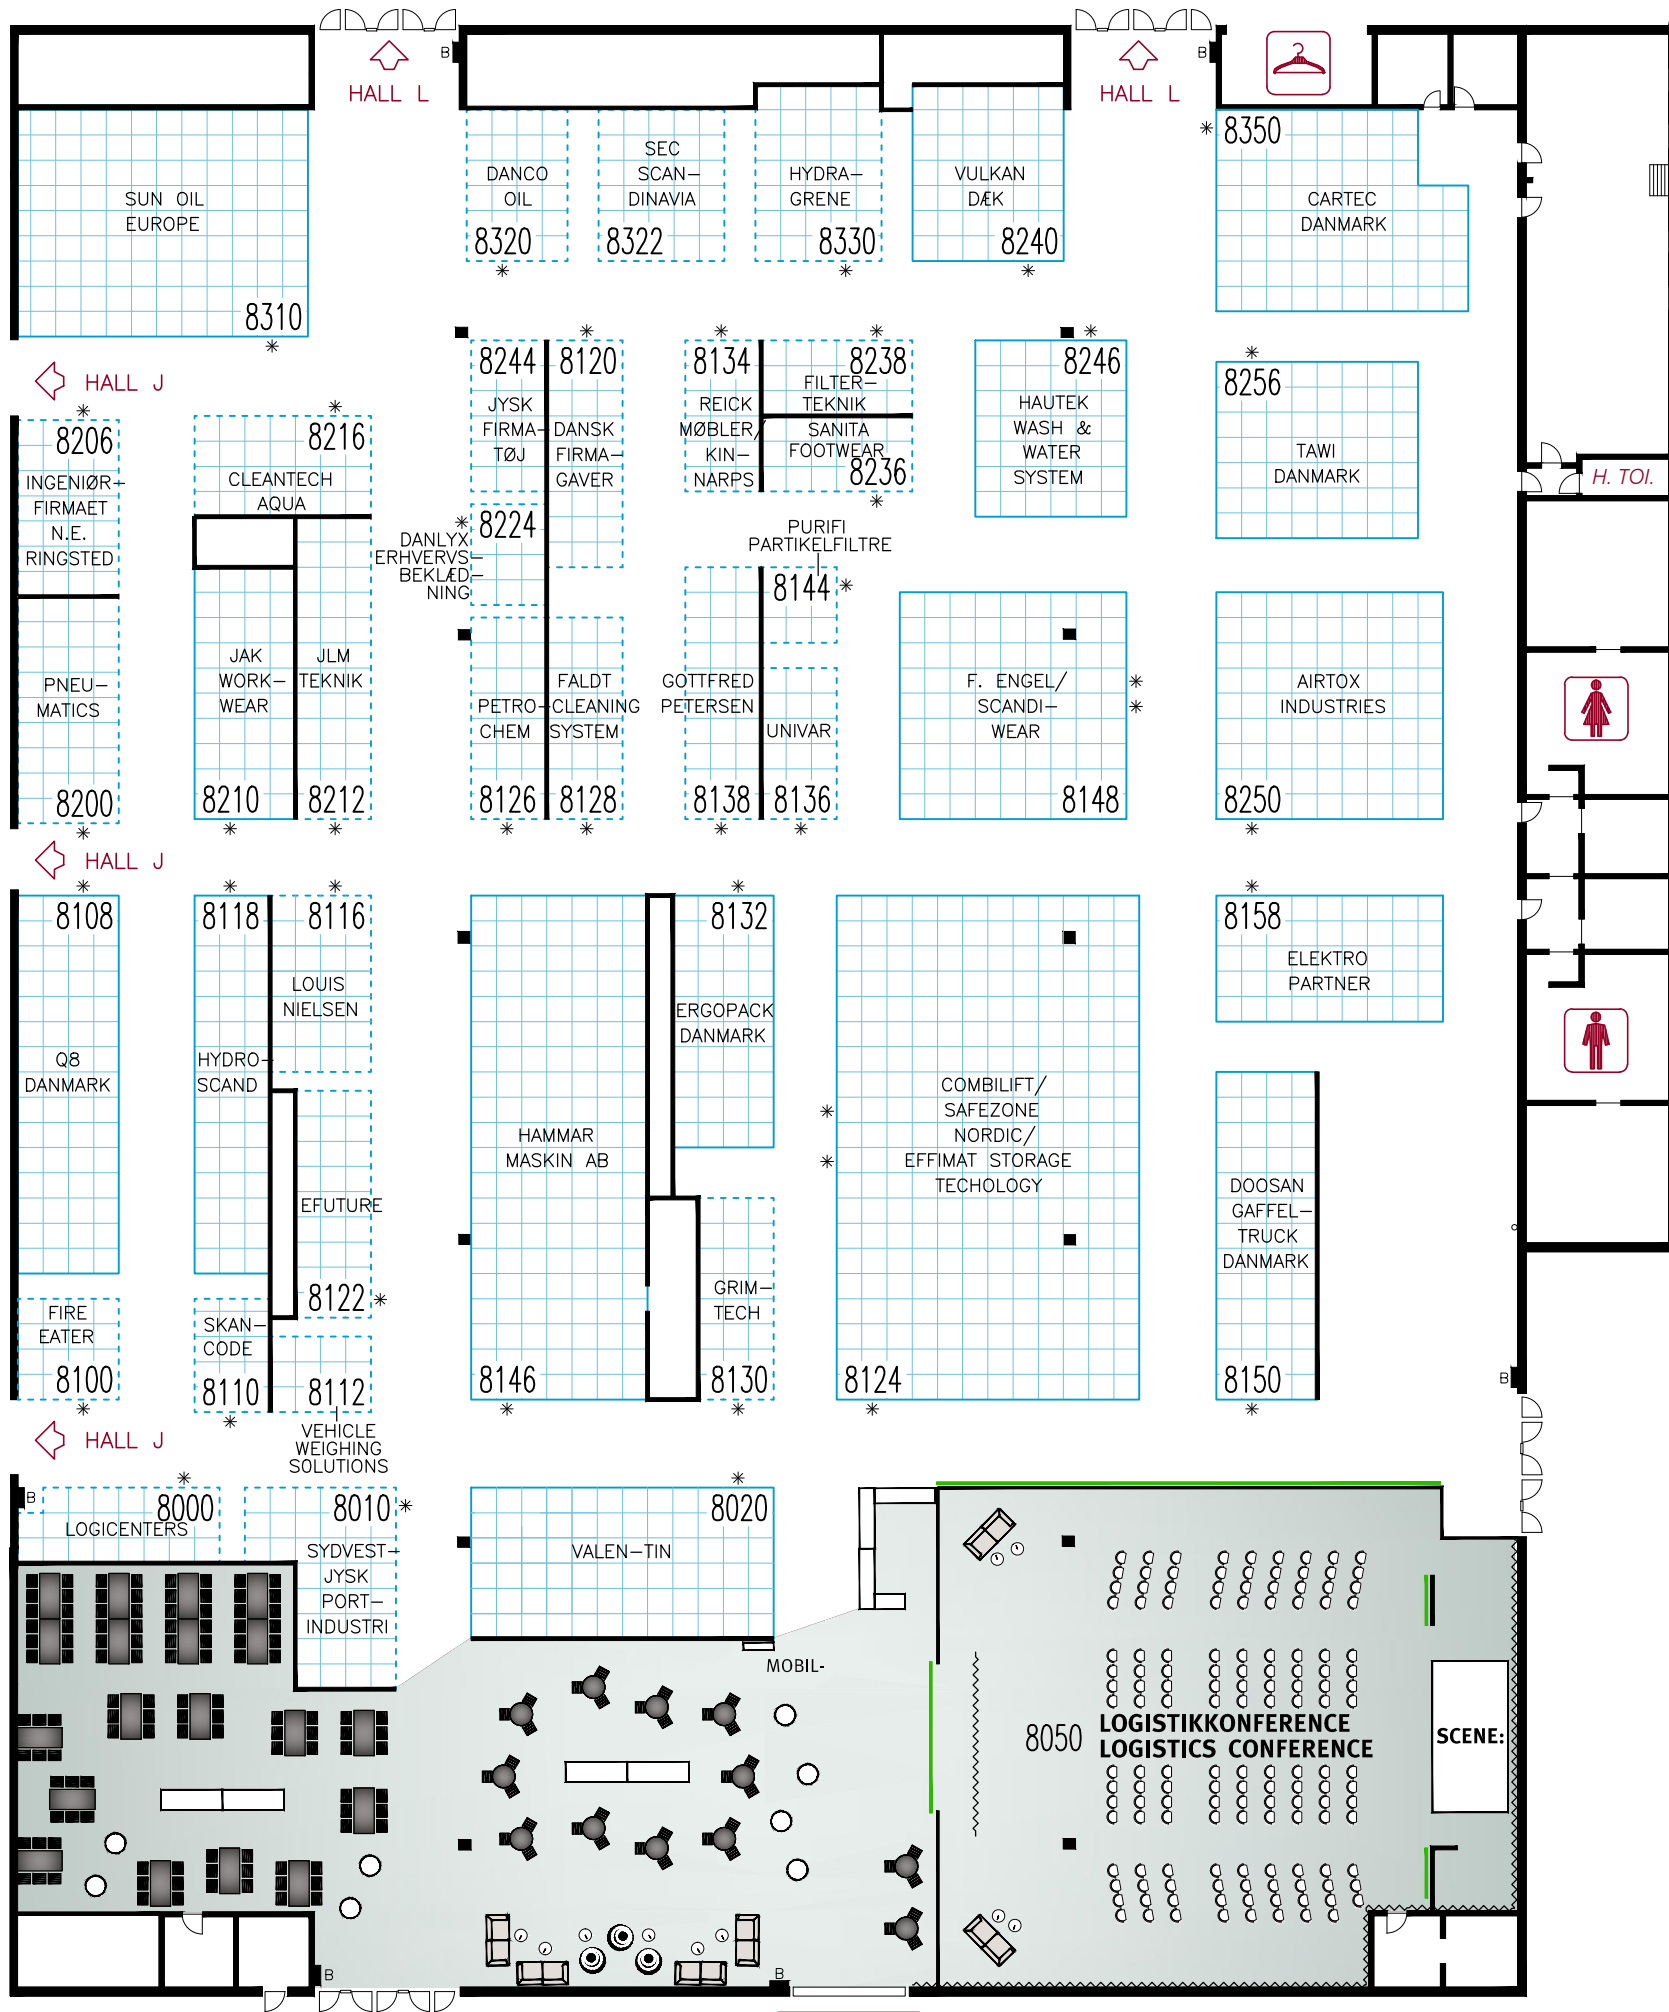 B
B
HALL L
HALL L
SUN OIL
EUROPE
8310
DANCO
OIL
8320
SEC
SCAN-
DINAVIA
8322
HYDRA-
GRENE
8330
VULKAN
DÆK
8240
8350
CARTEC
DANMARK
HALL J
8206
INGENIØR-
FIRMAET
N.E.
RINGSTED
8216
CLEANTECH
AQUA
8244
JYSK
FIRMA-
TØJ
8120
DANSK
FIRMA-
GAVER
8134
REICK
MØBLER/
KIN-
NARPS
8238
FILTER-
TEKNIK
SANITA
FOOTWEAR
8236
8246
HAUTEK
WASH &
WATER
SYSTEM
8256
TAWI
DANMARK
H. TOI.
8224
DANLYX
ERHVERVS-
BEKLÆD-
NING
PURIFI
PARTIKELFILTRE
8144
PNEU-
MATICS
8200
JAK
WORK-
WEAR
8210
JLM
TEKNIK
8212
PETRO-
CHEM
8126
FALDT
CLEANING
SYSTEM
8128
GOTTFRED
PETERSEN
8138
UNIVAR
8136
F. ENGEL/
SCANDI-
WEAR
8148
AIRTOX
INDUSTRIES
8250
HALL J
8108
Q8
DANMARK
8118
HYDRO-
SCAND
8116
LOUIS
NIELSEN
EFUTURE
8122
HAMMAR
MASKIN AB
8146
8132
ERGOPACK
DANMARK
GRIM-
TECH
8130
COMBILIFT/
SAFEZONE
NORDIC/
EFFIMAT STORAGE
TECHOLOGY
8124
8158
ELEKTRO
PARTNER
DOOSAN
GAFFEL-
TRUCK
DANMARK
8150
B
FIRE
EATER
8100
SKAN-
CODE
8110
8112
VEHICLE
WEIGHING
SOLUTIONS
HALL J
B
8000
LOGICENTERS
8010
SYDVEST-
JYSK
PORT-
INDUSTRI
8020
VALEN-TIN
MOBIL-
8050
LOGISTIKKONFERENCE
LOGISTICS CONFERENCE
SCENE:
B
B